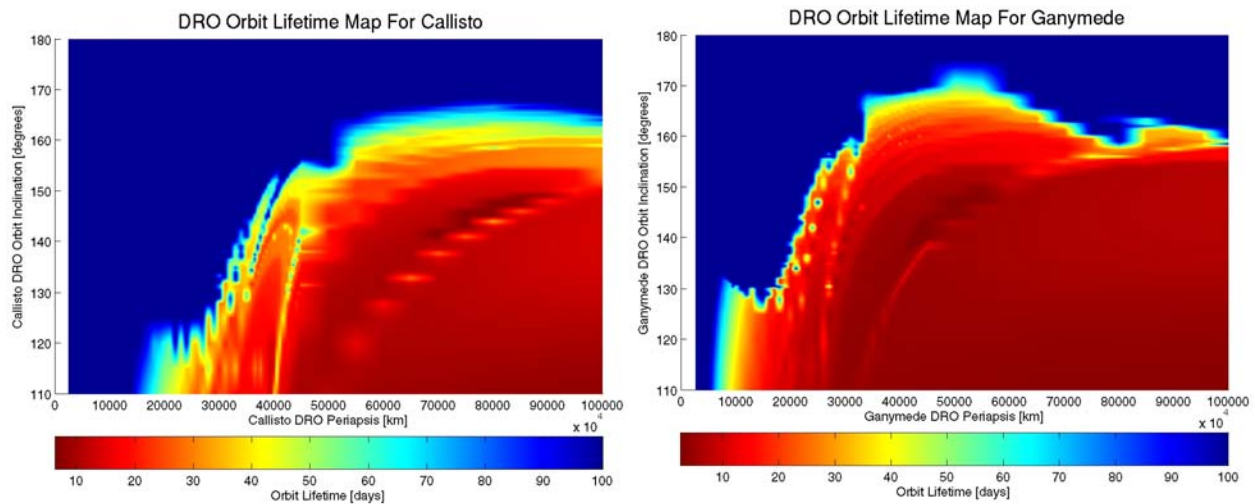 DRO Orbit Lifetime Map For Callisto
Callisto DRO Orbit Inclination [degrees]
180
170
160
150
140
130
120
110
0 10000 20000 30000 40000 50000 60000 70000 80000 90000 100000
Callisto DRO Periapsis [km]
x 10 4
10 20 30 40 50 60 70 80 90 100
Orbit Lifetime [days]
DRO Orbit Lifetime Map For Ganymede
Ganymede DRO Orbit Inclination [degrees]
180
170
160
150
140
130
120
110
0 10000 20000 30000 40000 50000 60000 70000 80000 90000 100000
Ganymede DRO Periapsis [km]
x 10 4
10 20 30 40 50 60 70 80 90 100
Orbit Lifetime [days]